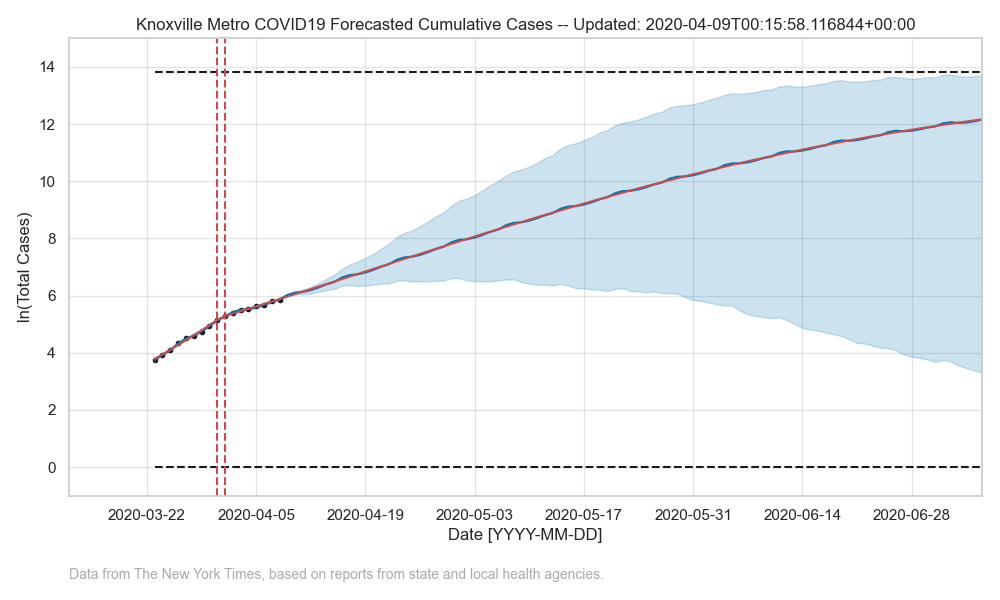 Knoxville Metro COVID19 Forecasted Cumulative Cases -- Updated: 2020-04-09T00:15:58.116844+00:00
14
12
10
8
6
4
2
0
ln(Total Cases)
2020-03-22 2020-04-05 2020-04-19 2020-05-03 2020-05-17 2020-05-31 2020-06-14 2020-06-28
Date [YYYY-MM-DD]
Data from The New York Times, based on reports from state and local health agencies.